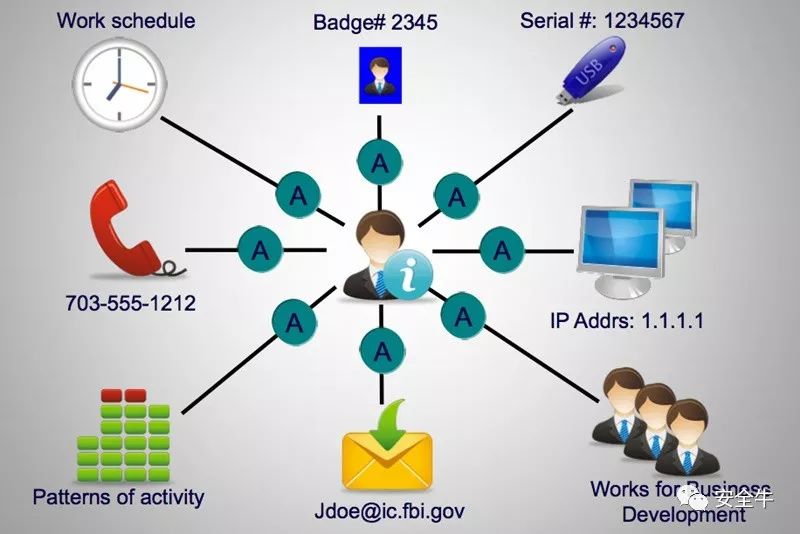 Work schedule
Badge# 2345
Serial #: 1234567
USB
A
A
A
A
A
i
703-555-1212
IP Addrs: 1.1.1.1
A
A
A
Patterns of activity
Jdoe@ic.fbi.gov
Works for Business
Development
安全牛